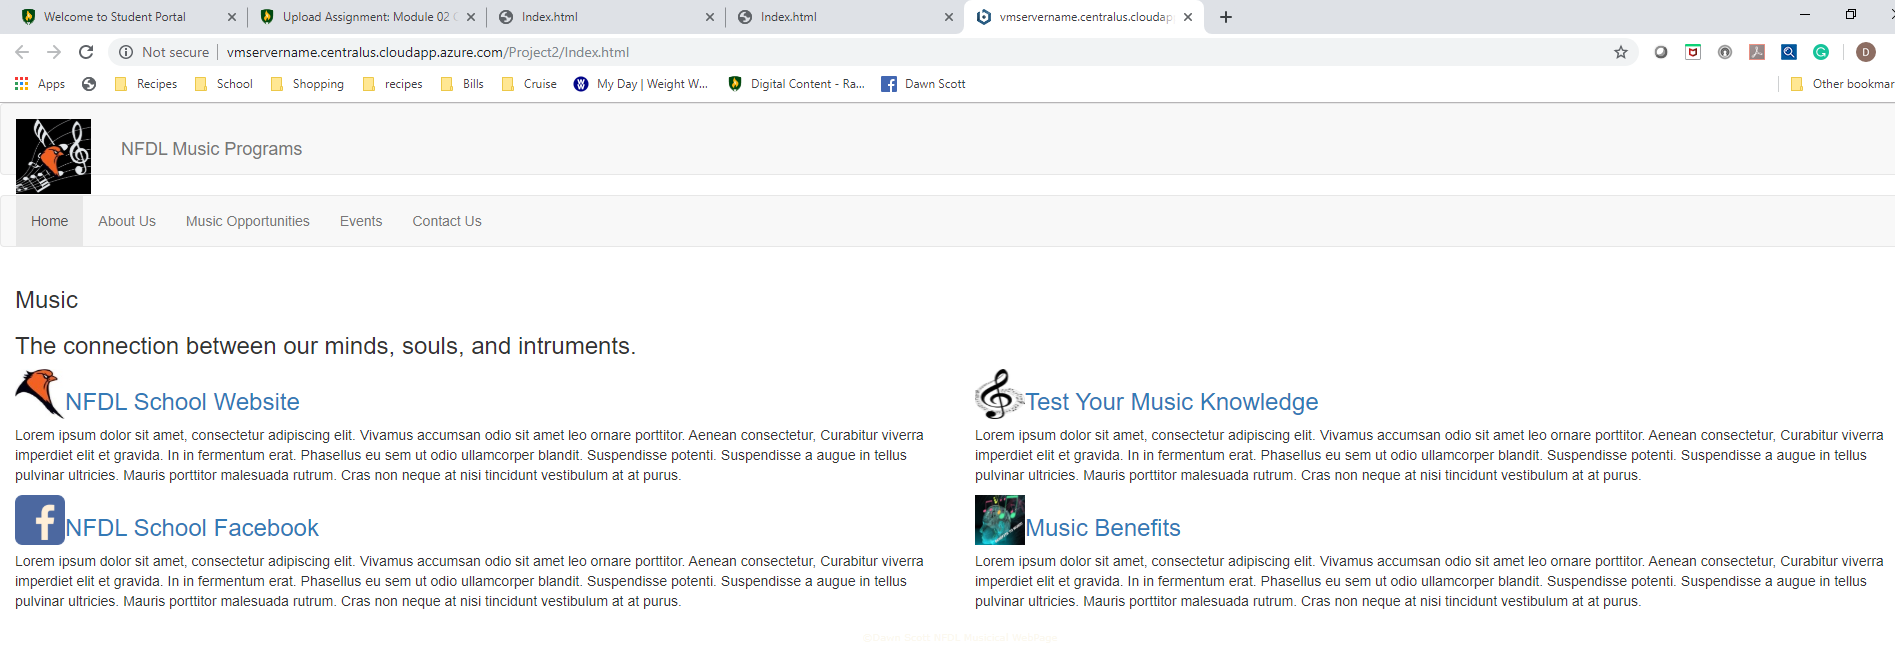 Welcome to Student Portal
Upload Assignment: Module 02
Index.html
Index.html
vmservername.centralus.cloudapp
Not secure
vmservername.centralus.cloudapp.azure.com/Project2/Index.html
D
Apps
Recipes
School
Shopping
recipes
Bills
Cruise
My Day | Weight W...
Digital Content - Ra...
Dawn Scott
Other bookmar
NFDL Music Programs
Home
About Us
Music Opportunities
Events
Contact Us
Music
The connection between our minds, souls, and intruments.
NFDL School Website
Lorem ipsum dolor sit amet, consectetur adipiscing elit. Vivamus accumsan odio sit amet leo ornare porttitor. Aenean consectetur, Curabitur viverra
imperdiet elit et gravida. In in fermentum erat. Phasellus eu sem ut odio ullamcorper blandit. Suspendisse potenti. Suspendisse a augue in tellus
pulvinar ultricies. Mauris porttitor malesuada rutrum. Cras non neque at nisi tincidunt vestibulum at at purus.
Test Your Music Knowledge
Lorem ipsum dolor sit amet, consectetur adipiscing elit. Vivamus accumsan odio sit amet leo ornare porttitor. Aenean consectetur, Curabitur viverra
imperdiet elit et gravida. In in fermentum erat. Phasellus eu sem ut odio ullamcorper blandit. Suspendisse potenti. Suspendisse a augue in tellus
pulvinar ultricies. Mauris porttitor malesuada rutrum. Cras non neque at nisi tincidunt vestibulum at at purus.
NFDL School Facebook
Lorem ipsum dolor sit amet, consectetur adipiscing elit. Vivamus accumsan odio sit amet leo ornare porttitor. Aenean consectetur, Curabitur viverra
imperdiet elit et gravida. In in fermentum erat. Phasellus eu sem ut odio ullamcorper blandit. Suspendisse potenti. Suspendisse a augue in tellus
pulvinar ultricies. Mauris porttitor malesuada rutrum. Cras non neque at nisi tincidunt vestibulum at at purus.
Music Benefits
Lorem ipsum dolor sit amet, consectetur adipiscing elit. Vivamus accumsan odio sit amet leo ornare porttitor. Aenean consectetur, Curabitur viverra
imperdiet elit et gravida. In in fermentum erat. Phasellus eu sem ut odio ullamcorper blandit. Suspendisse potenti. Suspendisse a augue in tellus
pulvinar ultricies. Mauris porttitor malesuada rutrum. Cras non neque at nisi tincidunt vestibulum at at purus.